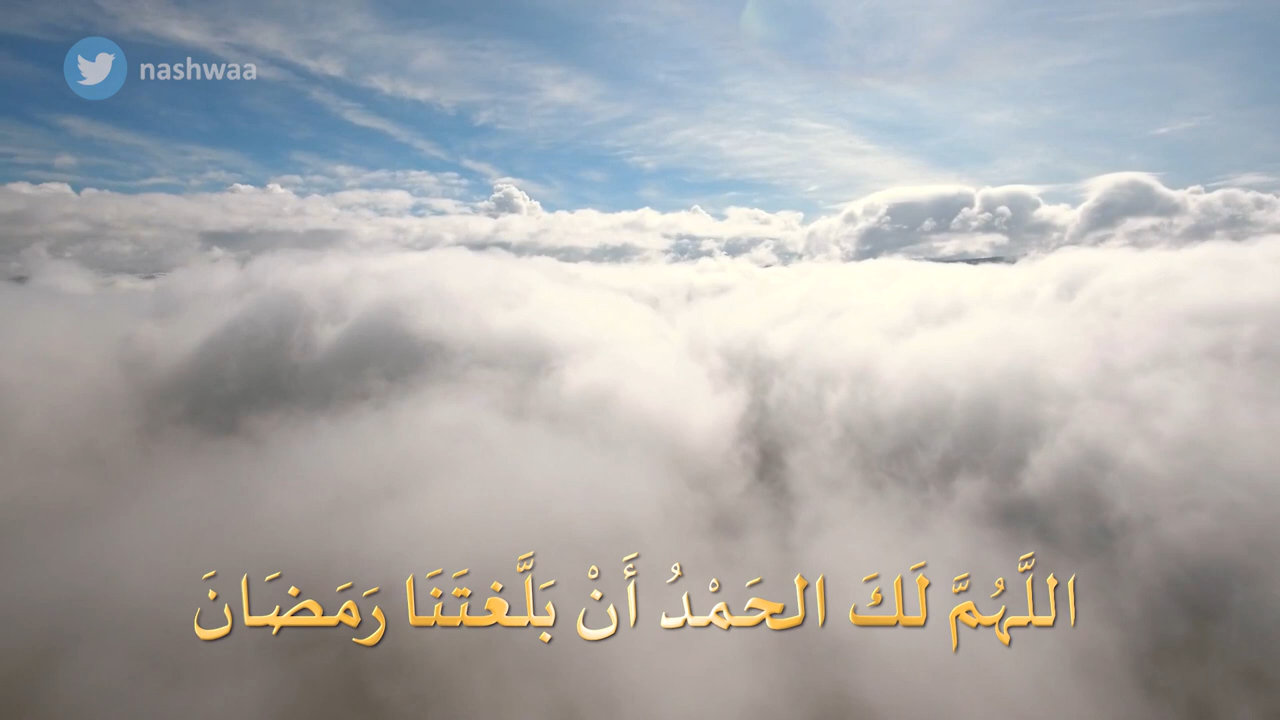 nashwaa
اللَّهُمَّ لَكَ الحَمْدُ أَنْ بَلَّغتَنَا رَمَضَانَ